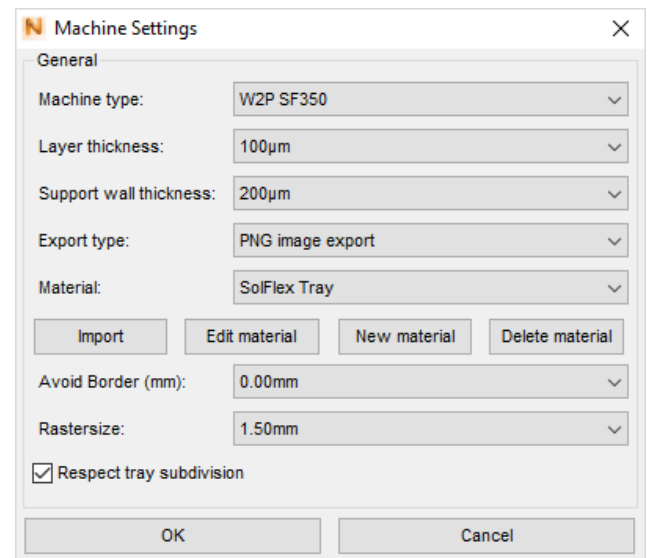 N Machine Settings
General
Machine type: W2P SF350
Layer thickness: 100µm
Support wall thickness: 200µm
Export type: PNG image export
Material: SolFlex Tray
Import Edit material New material Delete material
Avoid Border (mm): 0.00mm
Rastersize: 1.50mm
Respect tray subdivision
OK Cancel